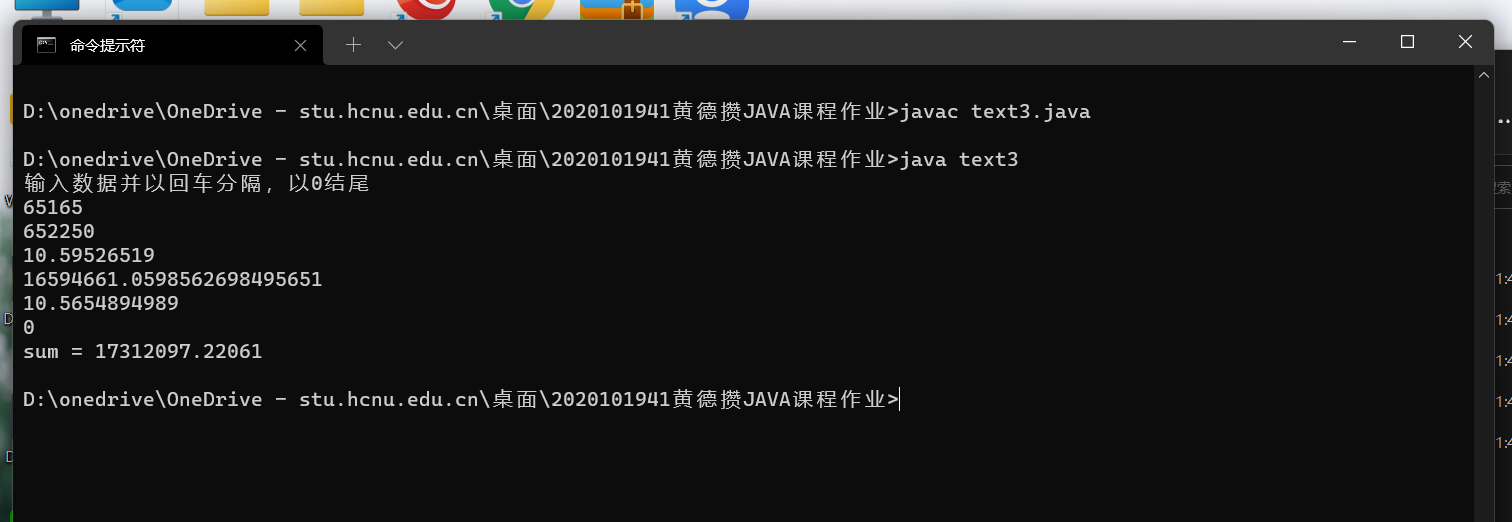 命令提示符
D:\onedrive\OneDrive - stu.hcnu.edu.cn\桌面\2020101941黄德攒JAVA课程作业>javac text3.java
D:\onedrive\OneDrive - stu.hcnu.edu.cn\桌面\2020101941黄德攒JAVA课程作业>java text3
输入数据并以回车分隔，以0结尾
65165
652250
10.59526519
16594661.0598562698495651
10.5654894989
0
sum = 17312097.22061
D:\onedrive\OneDrive - stu.hcnu.edu.cn\桌面\2020101941黄德攒JAVA课程作业>